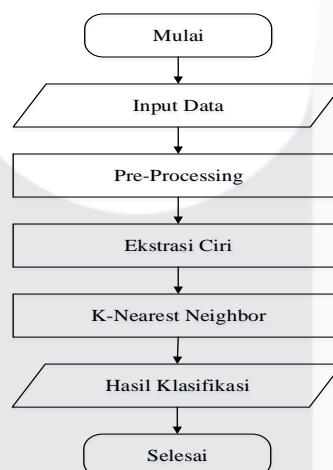 Mulai
Input Data
Pre-Processing
Ekstrasi Ciri
K-Nearest Neighbor
Hasil Klasifikasi
Selesai